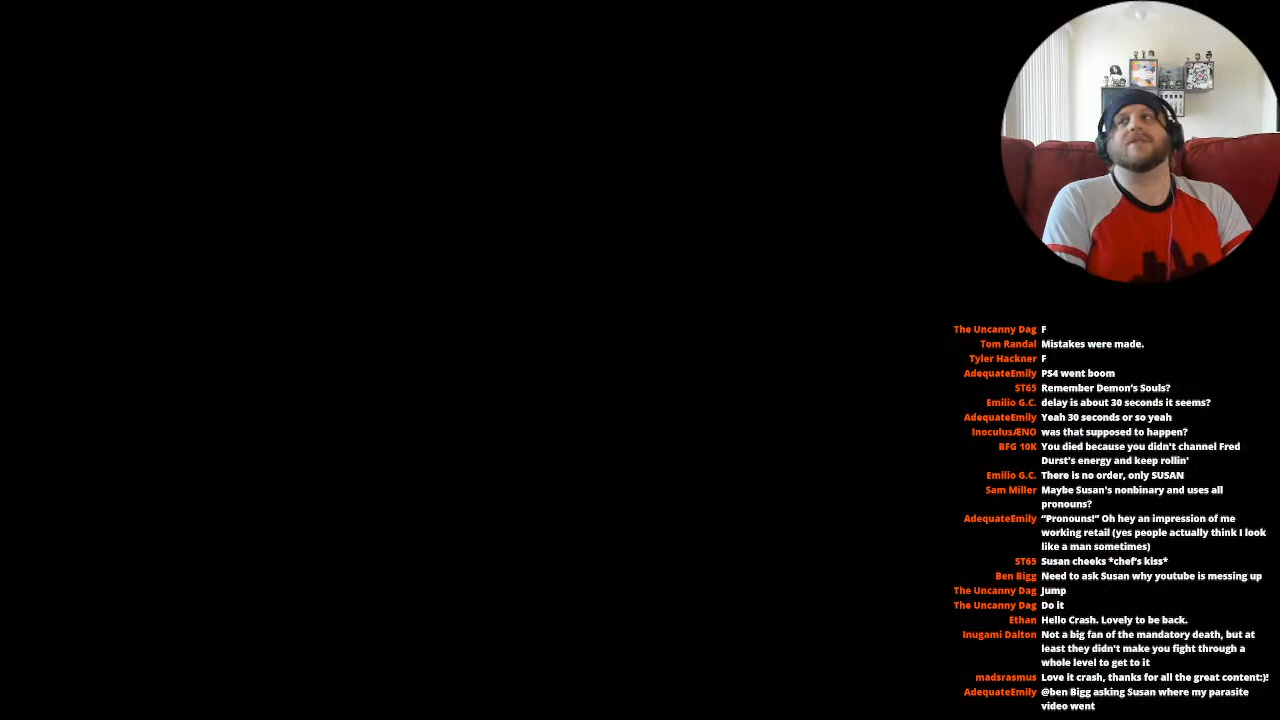 The Uncanny Dag F
Tom Randal Mistakes were made.
Tyler Hackner F
AdequateEmily PS4 went boom
ST65 Remember Demon's Souls?
Emilio G.C. delay is about 30 seconds it seems?
AdequateEmily Yeah 30 seconds or so yeah
InoculusÆNO was that supposed to happen?
BFG 10K You died because you didn't channel Fred
Durst's energy and keep rollin'
Emilio G.C. There is no order, only SUSAN
Sam Miller Maybe Susan's nonbinary and uses all
pronouns?
AdequateEmily “Pronouns!” Oh hey an impression of me
working retail (yes people actually think I look
like a man sometimes)
ST65 Susan cheeks *chef's kiss*
Ben Bigg Need to ask Susan why youtube is messing up
The Uncanny Dag Jump
The Uncanny Dag Do it
Ethan Hello Crash. Lovely to be back.
Inugami Dalton Not a big fan of the mandatory death, but at
least they didn't make you fight through a
whole level to get to it
madsrasmus Love it crash, thanks for all the great content:)!
AdequateEmily @ben Bigg asking Susan where my parasite
video went